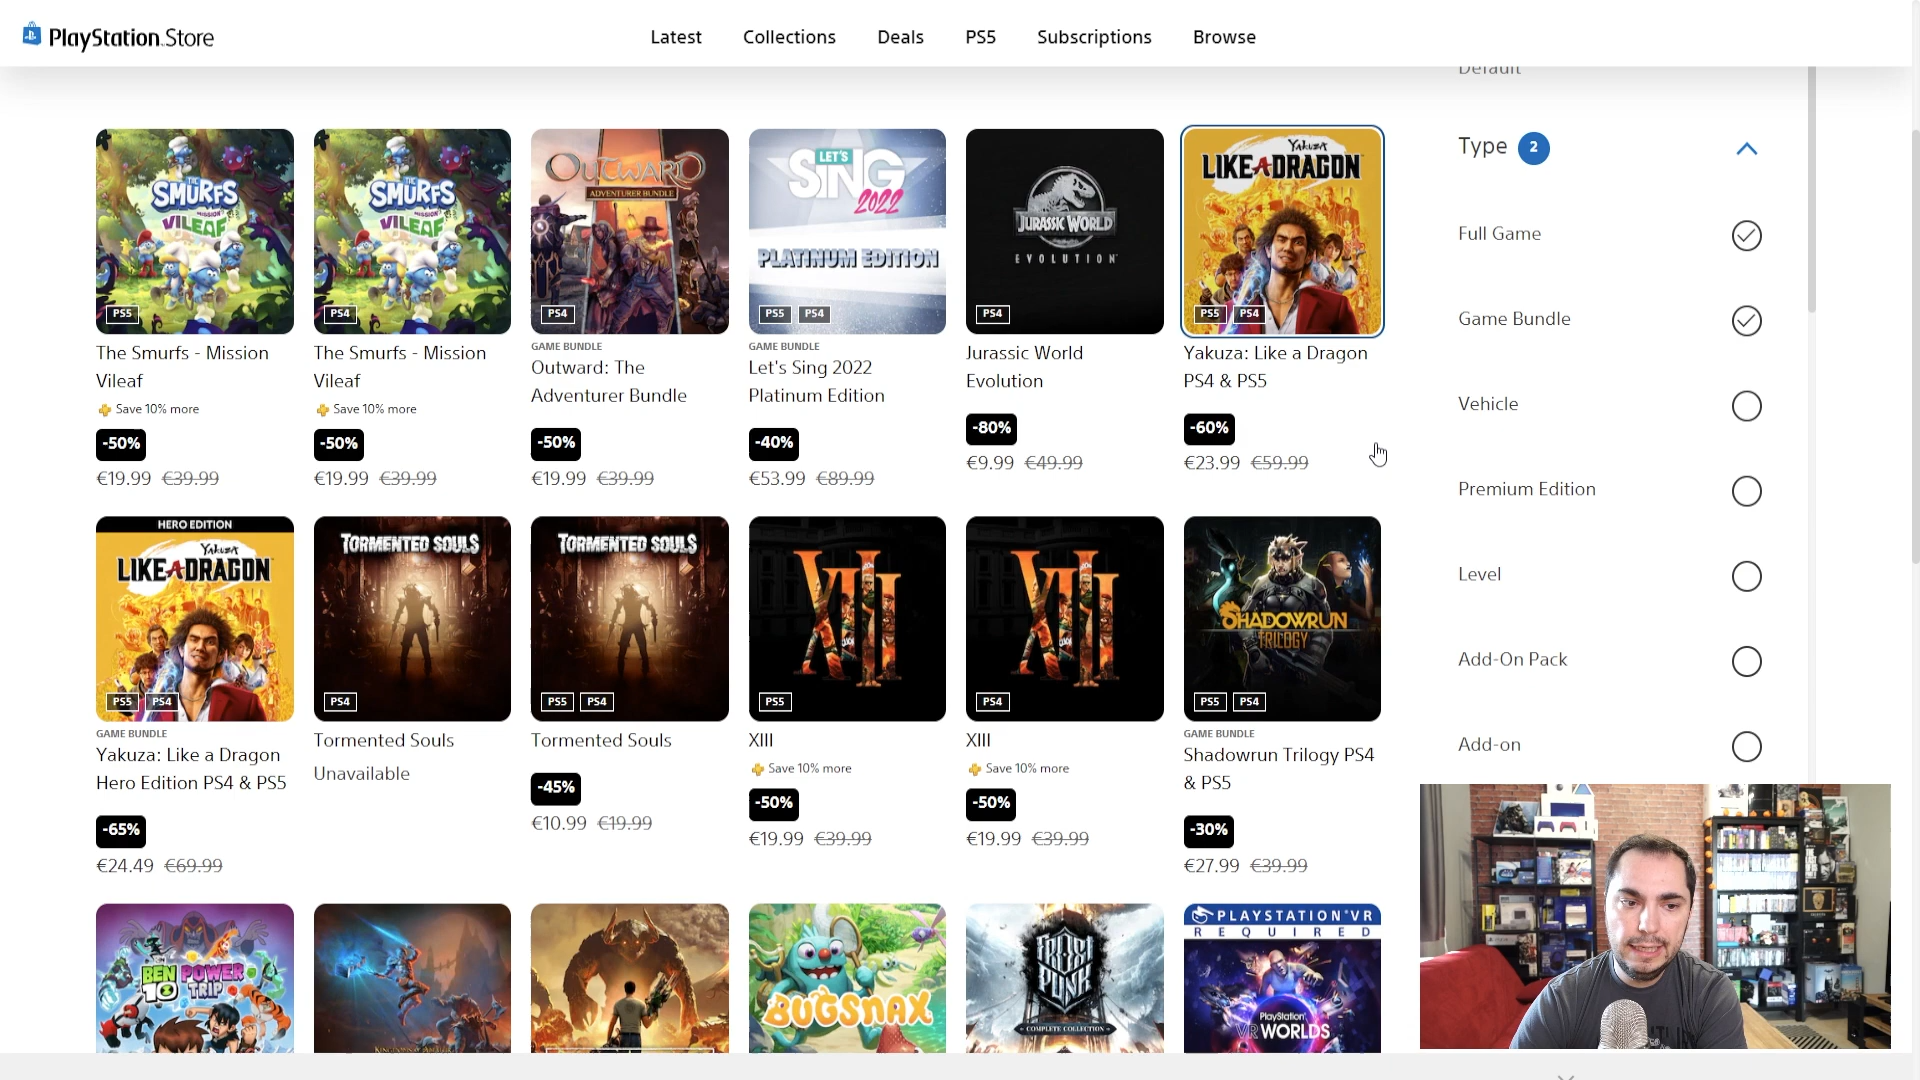 PlayStation Store
Latest
Collections
Deals
PS5
Subscriptions
Browse
Default
THE SMURFS
MISSION
VILEAF
PS5
THE SMURFS
MISSION
VILEAF
PS4
OUTWARD
ADVENTURER BUNDLE
PS4
LET'S
SING
2022
PLATINUM EDITION
PS5 PS4
JURASSIC WORLD
EVOLUTION
PS4
Yakuza
LIKE A DRAGON
PS5 PS4
The Smurfs - Mission
Vileaf
Save 10% more
-50%
€19.99 €39.99
The Smurfs - Mission
Vileaf
Save 10% more
-50%
€19.99 €39.99
GAME BUNDLE
Outward: The
Adventurer Bundle
-50%
€19.99 €39.99
GAME BUNDLE
Let's Sing 2022
Platinum Edition
-40%
€53.99 €89.99
Jurassic World
Evolution
-80%
€9.99 €49.99
Yakuza: Like a Dragon
PS4 & PS5
-60%
€23.99 €59.99
HERO EDITION
Yakuza
LIKE A DRAGON
PS5 PS4
TORMENTED SOULS
PS4
TORMENTED SOULS
PS5 PS4
XIII
PS5
XIII
PS4
SHADOWRUN
TRILOGY
PS5 PS4
GAME BUNDLE
Yakuza: Like a Dragon
Hero Edition PS4 & PS5
-65%
€24.49 €69.99
Tormented Souls
Unavailable
Tormented Souls
-45%
€10.99 €19.99
XIII
Save 10% more
-50%
€19.99 €39.99
XIII
Save 10% more
-50%
€19.99 €39.99
GAME BUNDLE
Shadowrun Trilogy PS4
& PS5
-30%
€27.99 €39.99
BEN 10 POWER
TRIP
BUGSNAX
FROST
PUNK
COMPLETE COLLECTION
PLAYSTATION®VR
REQUIRED
PlayStation
VR WORLDS
Type 2
Full Game
Game Bundle
Vehicle
Premium Edition
Level
Add-On Pack
Add-on